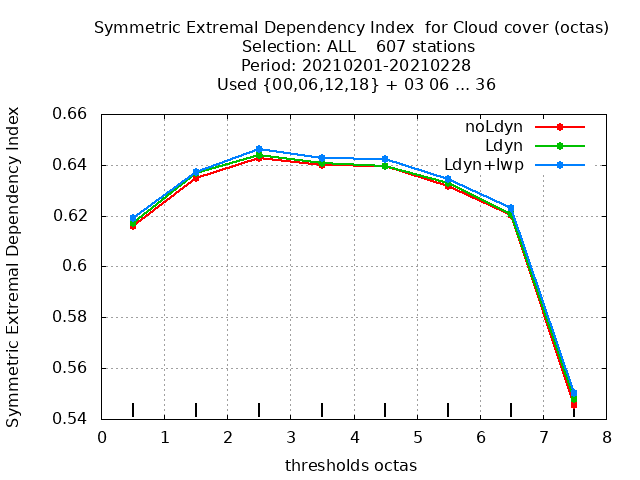 Symmetric Extremal Dependency Index  for Cloud cover (octas)
Selection: ALL    607 stations
Period: 20210201-20210228
Used {00,06,12,18} + 03 06 ... 36
Symmetric Extremal Dependency Index
0.66
0.64
0.62
0.6
0.58
0.56
0.54
noLdyn
Ldyn
Ldyn+lwp
0 1 2 3 4 5 6 7 8
thresholds octas